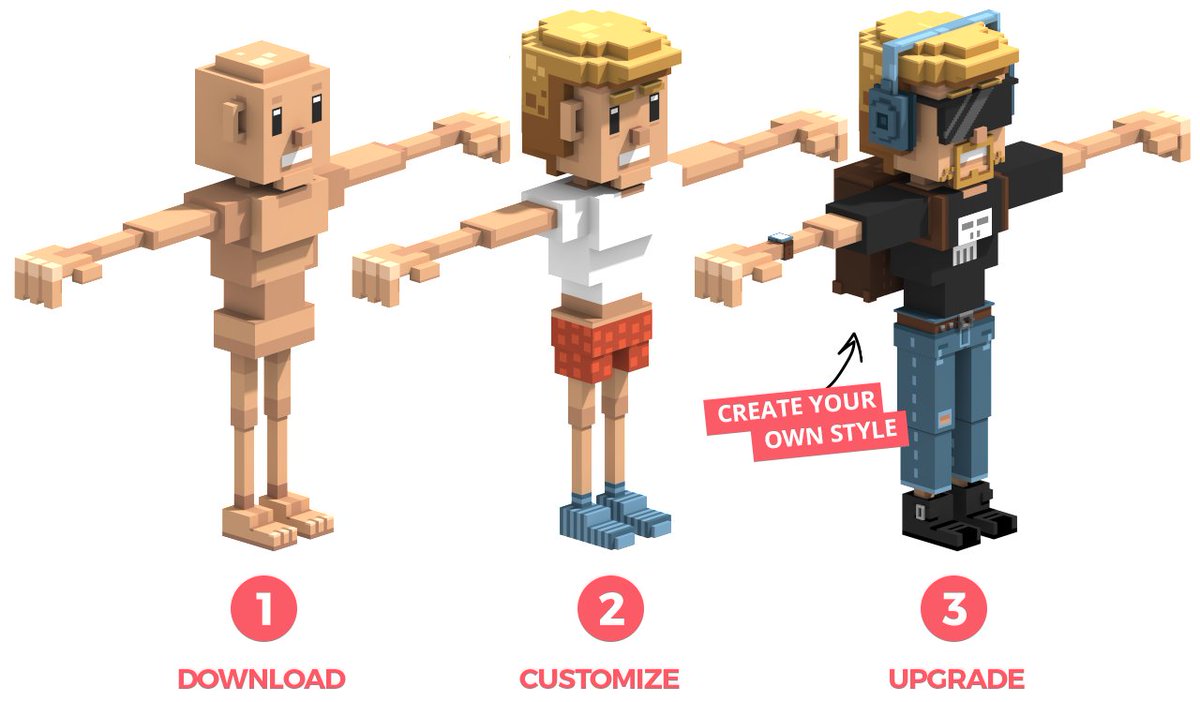 CREATE YOUR
OWN STYLE
1
2
3
DOWNLOAD
CUSTOMIZE
UPGRADE